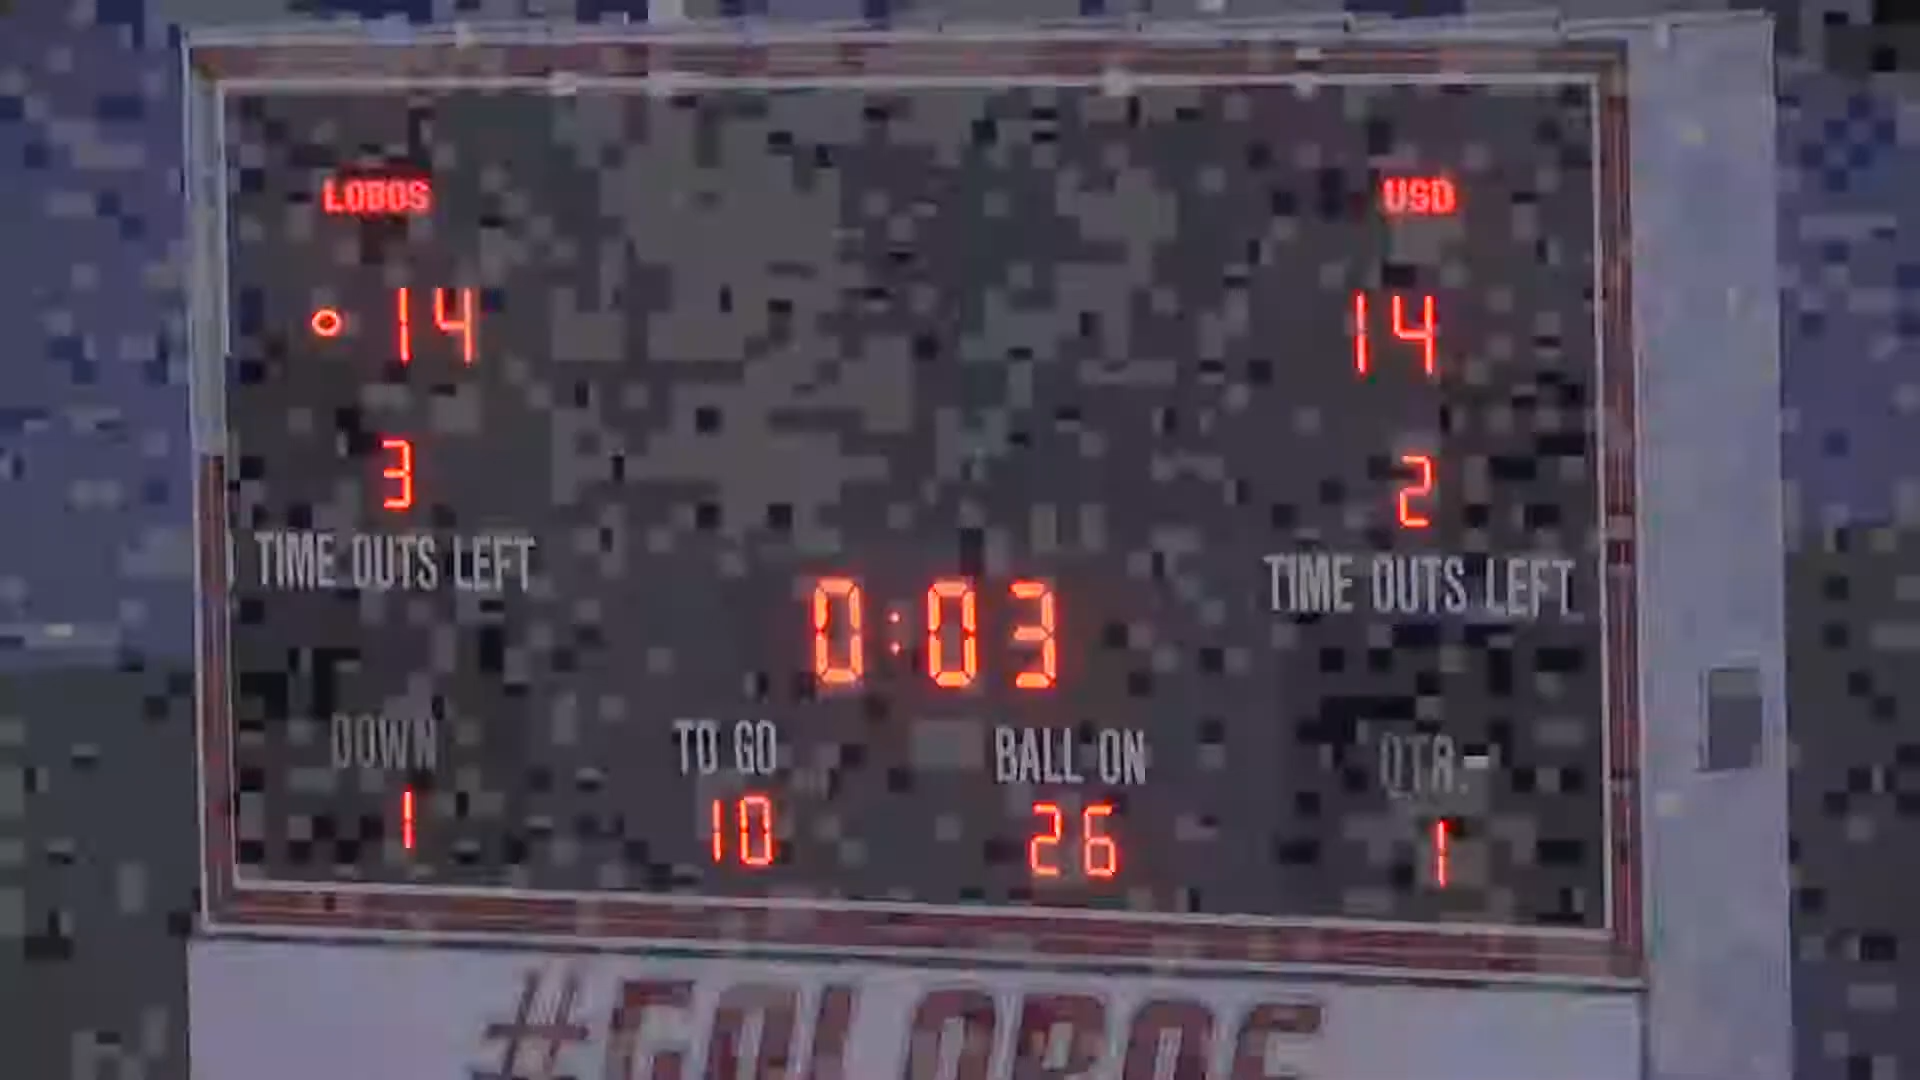 LOBOS
USD
14
14
3
2
TIME OUTS LEFT
TIME OUTS LEFT
0:03
DOWN
TO GO
BALL ON
QTR.
1
10
26
1
#GOLOBOS